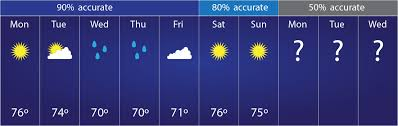 90% accurate 80% accurate 50% accurate
Mon Tue Wed Thu Fri Sat Sun Mon Tue Wed
? ? ?
76º 74º 70º 70º 71º 76º 75º